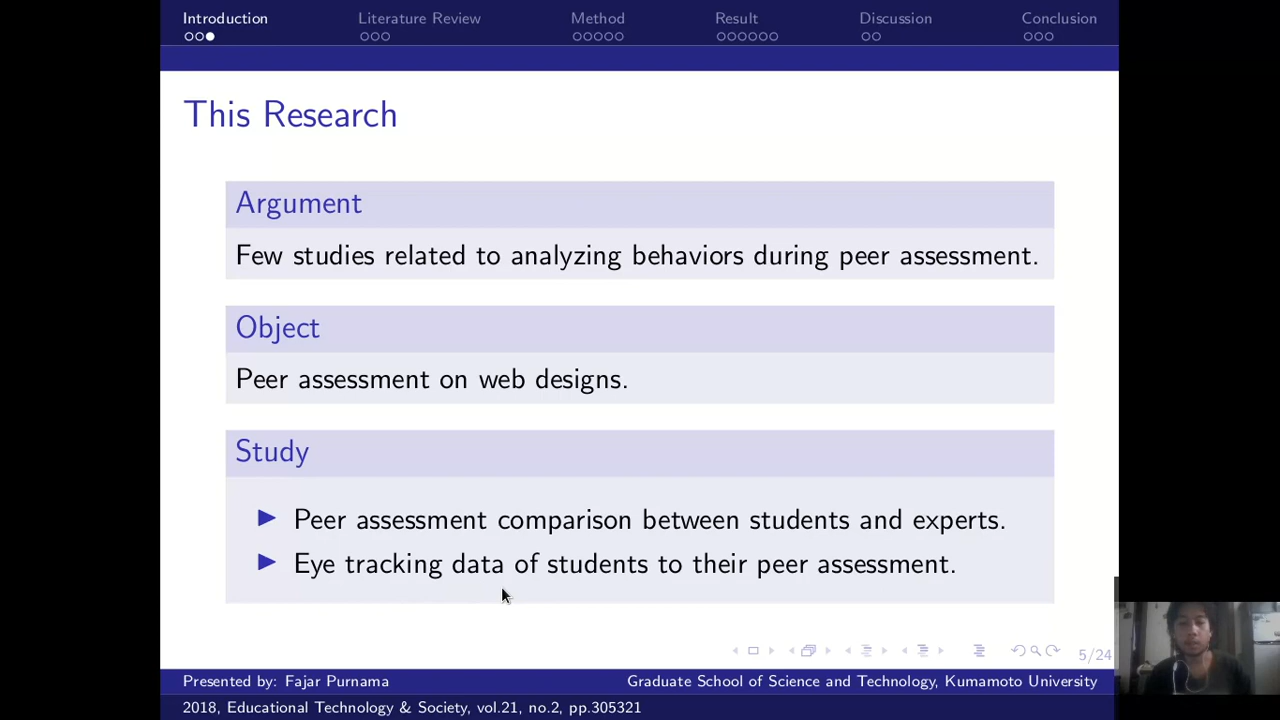 Introduction
Literature Review
Method
Result
Discussion
Conclusion
This Research
Argument
Few studies related to analyzing behaviors during peer assessment.
Object
Peer assessment on web designs.
Study
Peer assessment comparison between students and experts.
Eye tracking data of students to their peer assessment.
5/24
Presented by: Fajar Purnama
Graduate School of Science and Technology, Kumamoto University
2018, Educational Technology & Society, vol.21, no.2, pp.305321